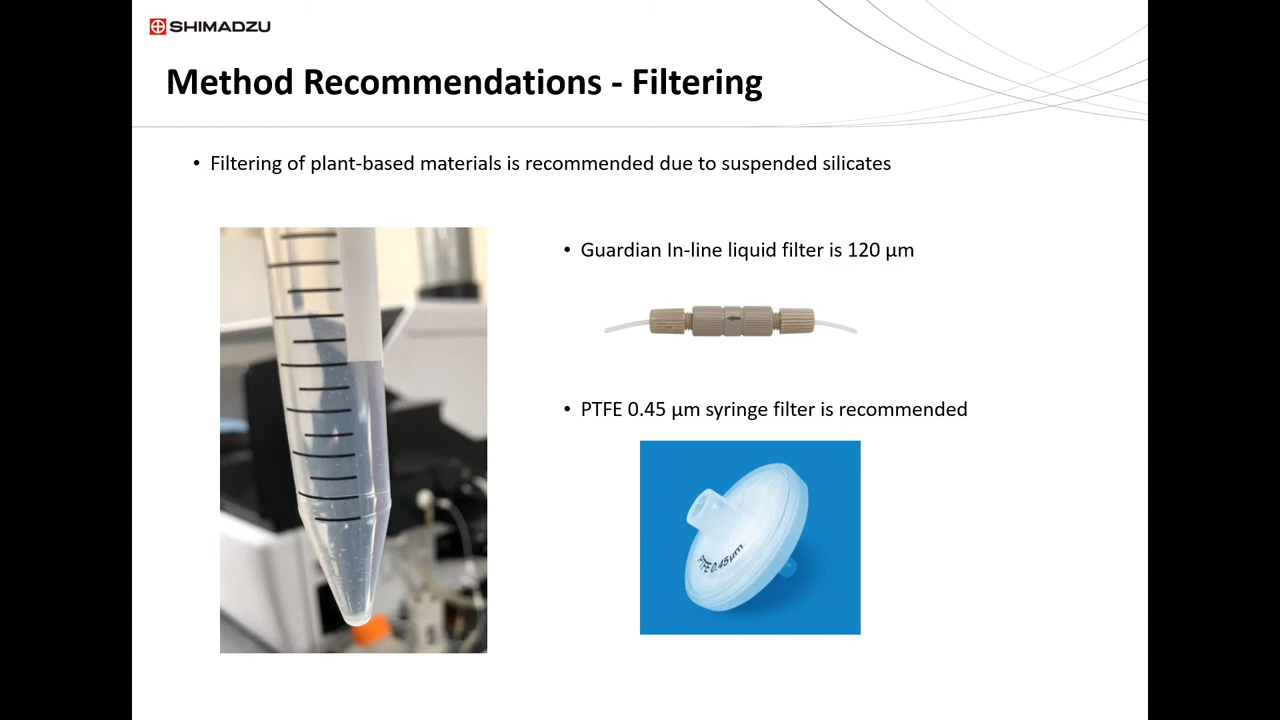 SHIMADZU
Method Recommendations - Filtering
• Filtering of plant-based materials is recommended due to suspended silicates
• Guardian In-line liquid filter is 120 µm
• PTFE 0.45 µm syringe filter is recommended
PTFE 0.45µm